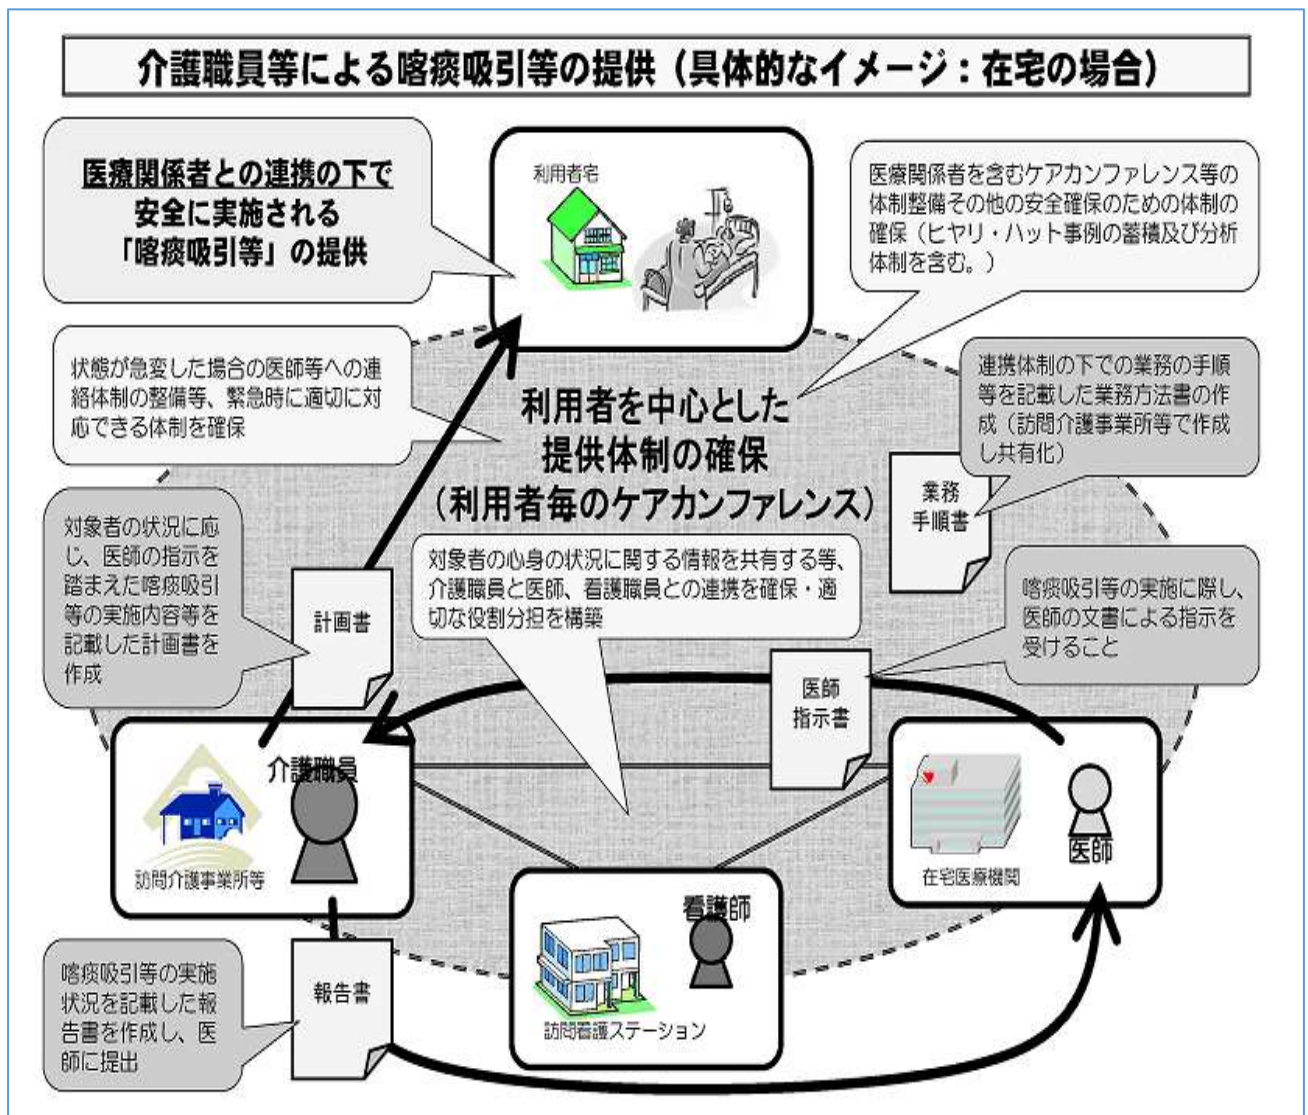 介護職員等による喀痰吸引等の提供（具体的なイメージ：在宅の場合）
医療関係者との連携の下で
安全に実施される
「喀痰吸引等」の提供
利用者宅
医療関係者を含むケアカンファレンス等の
体制整備その他の安全確保のための体制の
確保（ヒヤリ・ハット事例の蓄積及び分析
体制を含む。）
状態が急変した場合の医師等への連
絡体制の整備等、緊急時に適切に対
応できる体制を確保
利用者を中心とした
提供体制の確保
（利用者毎のケアカンファレンス）
連携体制の下での業務の手順
等を記載した業務方法書の作
成（訪問介護事業所等で作成
し共有化）
業務
手順書
対象者の状況に応
じ、医師の指示を
踏まえた喀痰吸引
等の実施内容等を
記載した計画書を
作成
計画書
対象者の心身の状況に関する情報を共有する等、
介護職員と医師、看護職員との連携を確保・適
切な役割分担を構築
喀痰吸引等の実施に際し、
医師の文書による指示を
受けること
医師
指示書
介護職員
訪問介護事業所等
医師
在宅医療機関
看護師
訪問看護ステーション
喀痰吸引等の実施
状況を記載した報
告書を作成し、医
師に提出
報告書